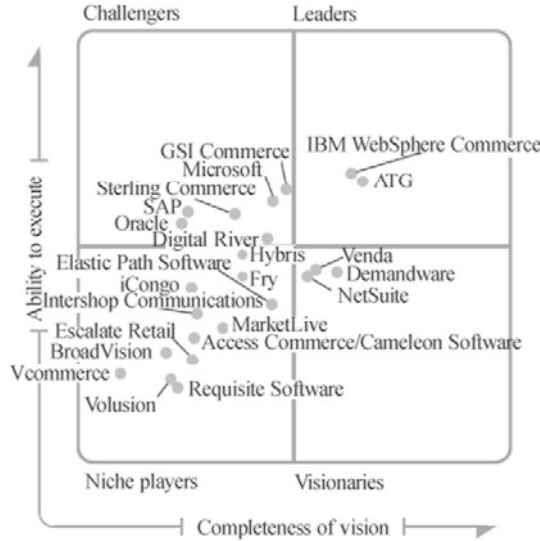 Challengers
Leaders
IBM WebSphere Commerce
GSI Commerce
Microsoft
ATG
Sterling Commerce
SAP
Oracle
Digital River
Hybris
Venda
Elastic Path Software
Fry
Demandware
iCongo
NetSuite
Intershop Communications
MarketLive
Escalate Retail
Access Commerce/Cameleon Software
BroadVision
Vcommerce
Requisite Software
Volusion
Niche players
Visionaries
Ability to execute
Completeness of vision